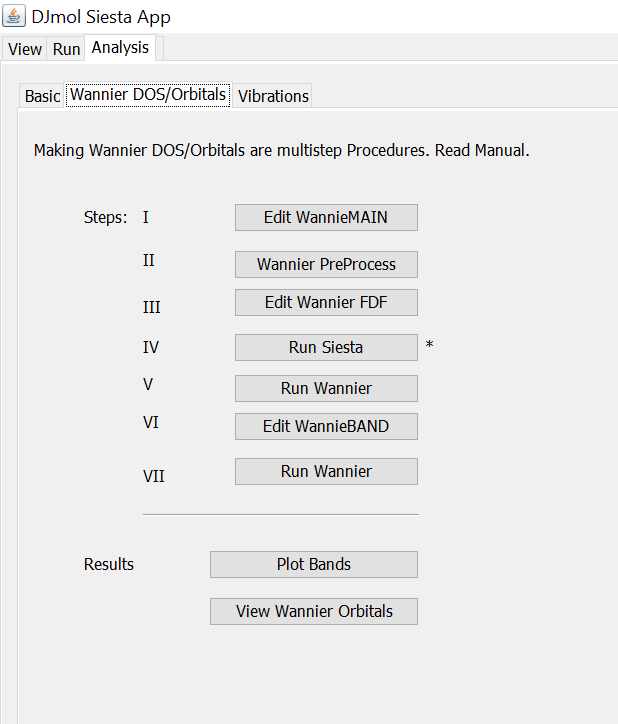 DJmol Siesta App
View Run Analysis
Basic Wannier DOS/Orbitals Vibrations
Making Wannier DOS/Orbitals are multistep Procedures. Read Manual.
Steps: I Edit WannieMAIN
II Wannier PreProcess
III Edit Wannier FDF
IV Run Siesta *
V Run Wannier
VI Edit WannieBAND
VII Run Wannier
Results Plot Bands
View Wannier Orbitals